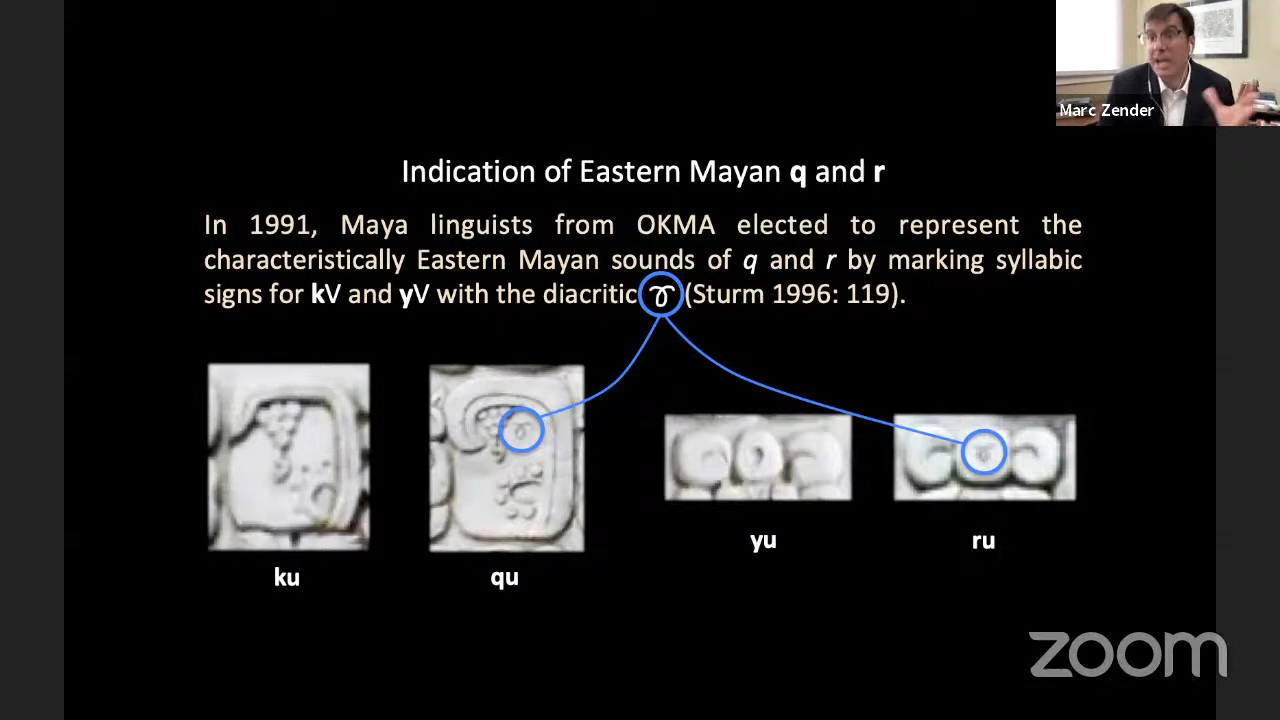 Marc Zender
Indication of Eastern Mayan q and r
In 1991, Maya linguists from OKMA elected to represent the
characteristically Eastern Mayan sounds of q and r by marking syllabic
signs for kV and yV with the diacritic (Sturm 1996: 119).
ku
qu
yu
ru
zoom